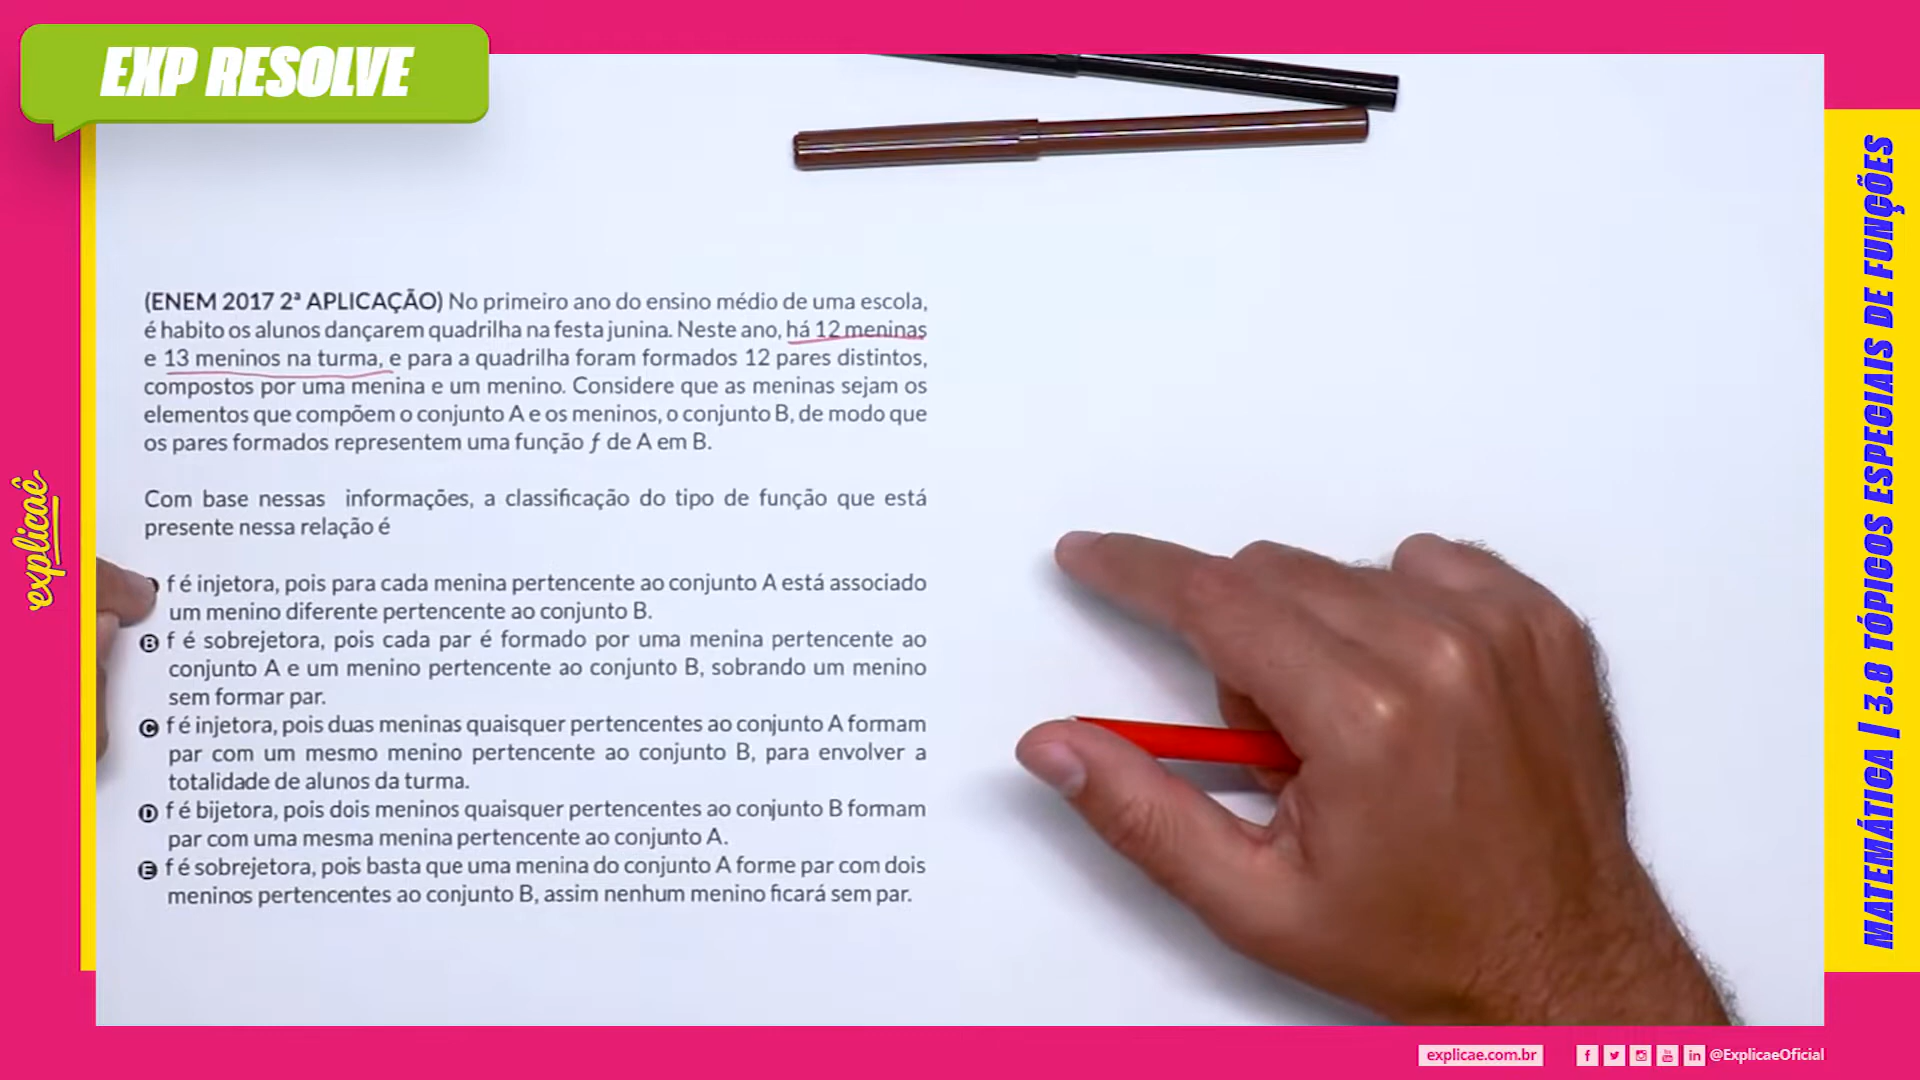 EXP RESOLVE
(ENEM 2017 2ª APLICAÇÃO) No primeiro ano do ensino médio de uma escola,
é habito os alunos dançarem quadrilha na festa junina. Neste ano, há 12 meninas
e 13 meninos na turma, e para a quadrilha foram formados 12 pares distintos,
compostos por uma menina e um menino. Considere que as meninas sejam os
elementos que compõem o conjunto A e os meninos, o conjunto B, de modo que
os pares formados representem uma função f de A em B.
Com base nessas informações, a classificação do tipo de função que está
presente nessa relação é
f é injetora, pois para cada menina pertencente ao conjunto A está associado
um menino diferente pertencente ao conjunto B.
B f é sobrejetora, pois cada par é formado por uma menina pertencente ao
conjunto A e um menino pertencente ao conjunto B, sobrando um menino
sem formar par.
C f é injetora, pois duas meninas quaisquer pertencentes ao conjunto A formam
par com um mesmo menino pertencente ao conjunto B, para envolver a
totalidade de alunos da turma.
D f é bijetora, pois dois meninos quaisquer pertencentes ao conjunto B formam
par com uma mesma menina pertencente ao conjunto A.
E f é sobrejetora, pois basta que uma menina do conjunto A forme par com dois
meninos pertencentes ao conjunto B, assim nenhum menino ficará sem par.
explicaê
MATEMÁTICA | 3.8 TÓPICOS ESPECIAIS DE FUNÇÕES
explicae.com.br
@ExplicaeOficial